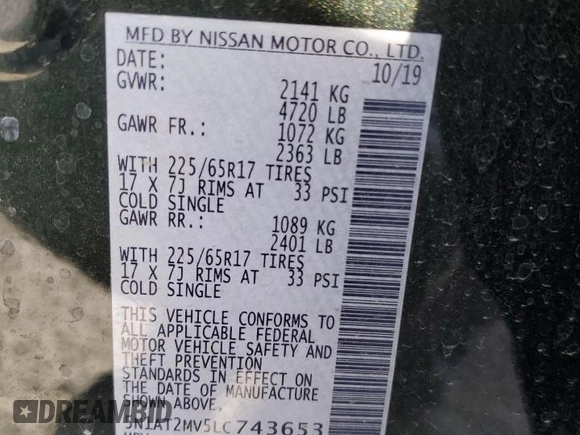 MFD BY NISSAN MOTOR CO., LTD.
DATE: 10/19
GVWR: 2141 KG
4720 LB
GAWR FR.: 1072 KG
2363 LB
WITH 225/65R17 TIRES
17 X 7J RIMS AT 33 PSI
COLD SINGLE
GAWR RR.: 1089 KG
2401 LB
WITH 225/65R17 TIRES
17 X 7J RIMS AT 33 PSI
COLD SINGLE
THIS VEHICLE CONFORMS TO
ALL APPLICABLE FEDERAL
MOTOR VEHICLE SAFETY AND
THEFT PREVENTION
STANDARDS IN EFFECT ON
THE DATE OF MANUFACTURE
SHOWN ABOVE
5N1AT2MV5LC743653
DREAMBID